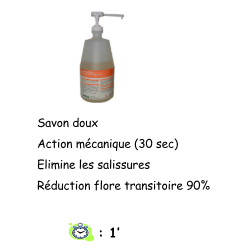 Savon doux
Action mécanique (30 sec)
Elimine les salissures
Réduction flore transitoire 90%
: 1'